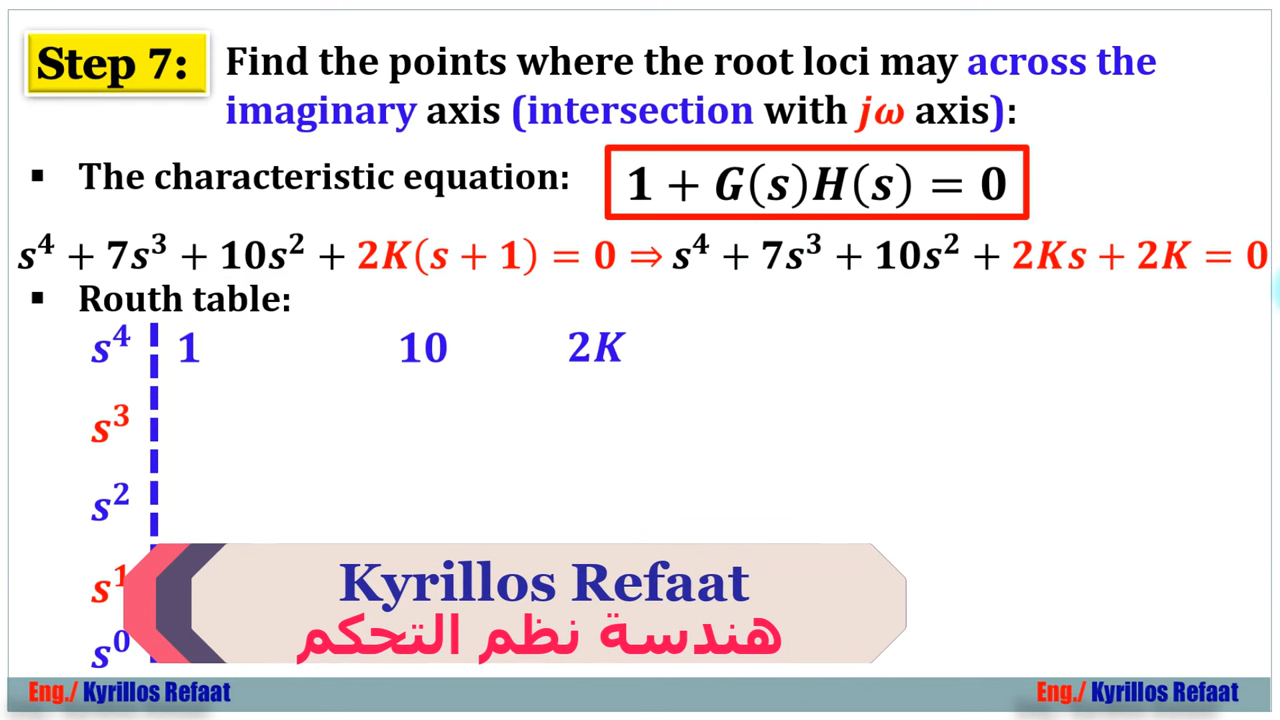 Step 7: Find the points where the root loci may across the
imaginary axis (intersection with jω axis):
▪ The characteristic equation: 1 + G(s)H(s) = 0
s⁴ + 7s³ + 10s² + 2K(s + 1) = 0 ⇒ s⁴ + 7s³ + 10s² + 2Ks + 2K = 0
▪ Routh table:
s⁴ 1 10 2K
s³
s²
s¹
s⁰
Kyrillos Refaat
هندسة نظم التحكم
Eng./ Kyrillos Refaat
Eng./ Kyrillos Refaat